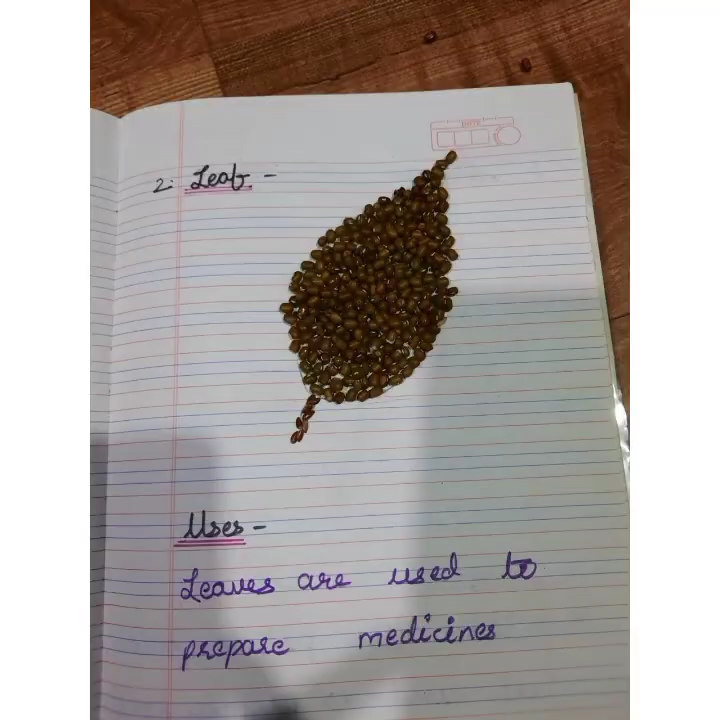 2. Leaf -
Uses -
Leaves are used to
prepare medicines